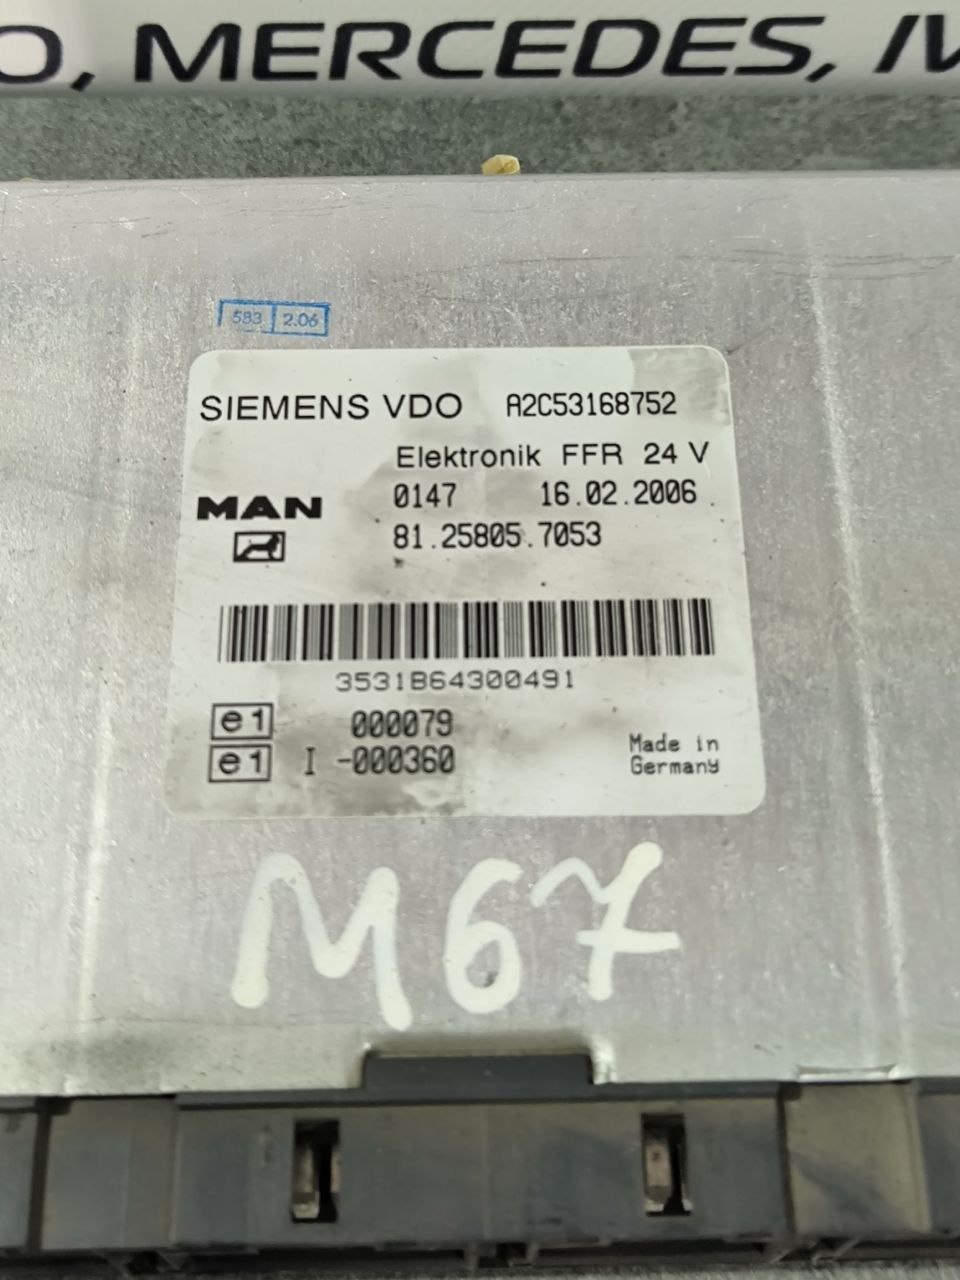 O, MERCEDES, IV
583 2.06
SIEMENS VDO A2C53168752
Elektronik FFR 24 V
MAN 0147 16.02.2006
81.25805.7053
3531B64300491
e1 000079
e1 I -000360
Made in
Germany
M67